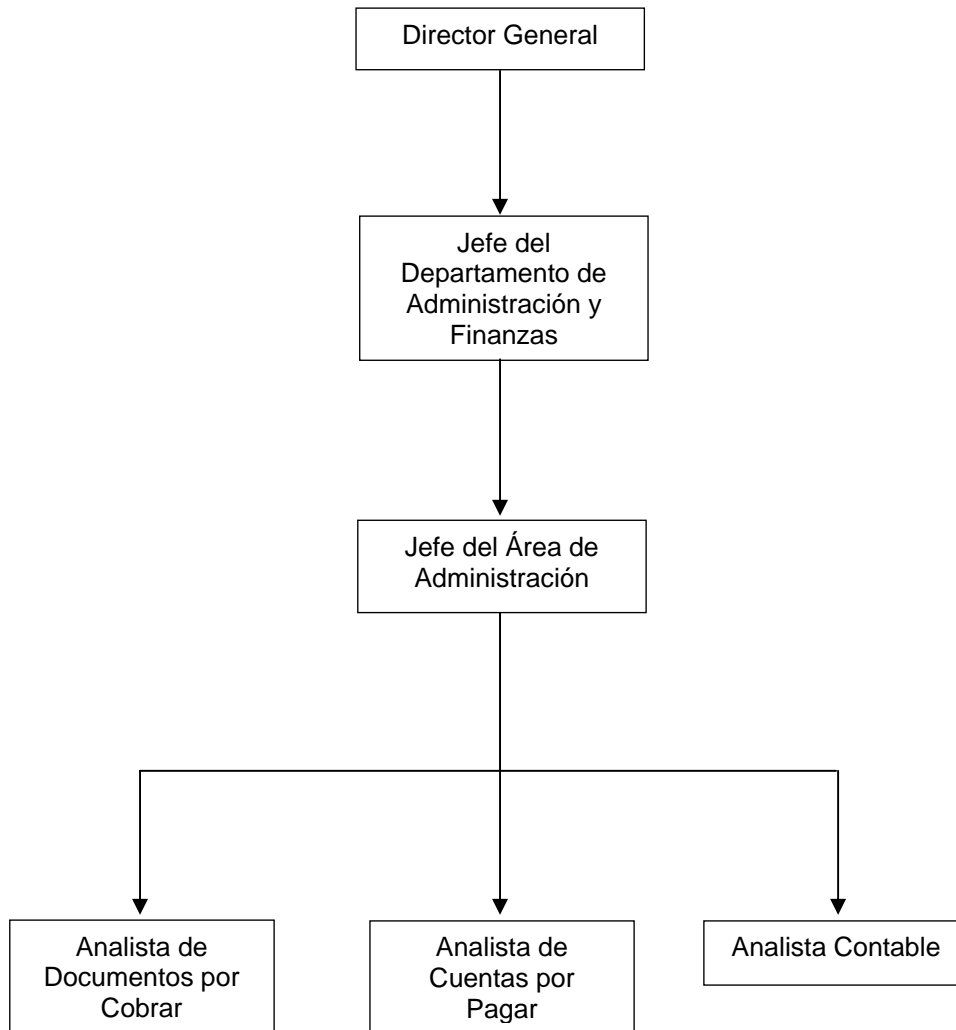 Director General
Jefe del
Departamento de
Administración y
Finanzas
Jefe del Área de
Administración
Analista de
Documentos por
Cobrar
Analista de
Cuentas por
Pagar
Analista Contable